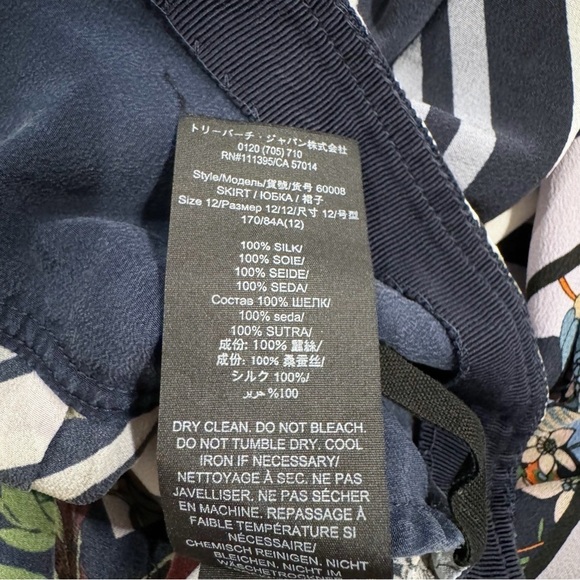 トリーバーチ・ジャパン株式会社
0120 (705) 710
RN#111395/CA 57014
Style/Модель/貨號/货号 60008
SKIRT / ЮБКА / 裙子
Size 12/Размер 12/12/尺寸 12/号型
170/84A(12)
100% SILK/
100% SOIE/
100% SEIDE/
100% SEDA/
Состав 100% ШЕЛК/
100% seda/
100% SUTRA/
成份: 100% 蠶絲/
成份: 100% 桑蚕丝/
シルク 100%/
%100 حرير
DRY CLEAN. DO NOT BLEACH.
DO NOT TUMBLE DRY. COOL
IRON IF NECESSARY/
NETTOYAGE À SEC. NE PAS
JAVELLISER. NE PAS SÉCHER
EN MACHINE. REPASSAGE À
FAIBLE TEMPÉRATURE SI
NÉCESSAIRE/
CHEMISCH REINIGEN. NICHT
BLEICHEN. NICHT IM
WÄSCHETROCKNER